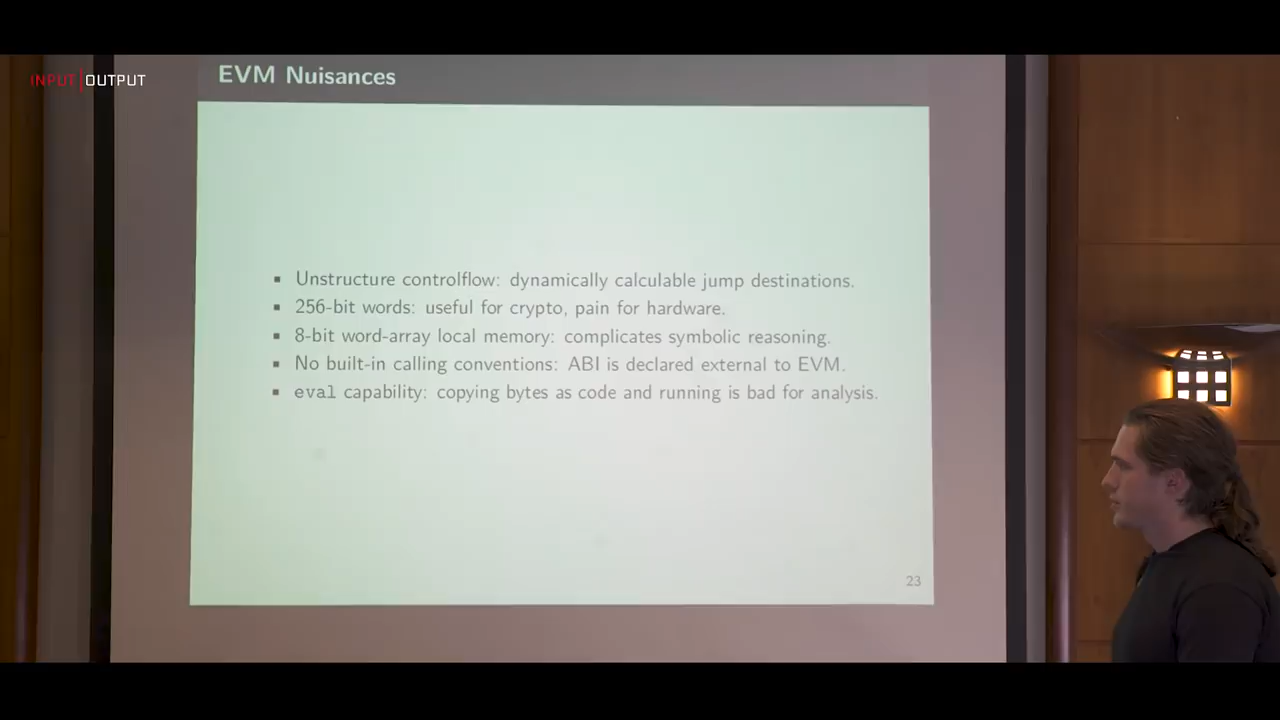 INPUT|OUTPUT
EVM Nuisances
▪ Unstructure controlflow: dynamically calculable jump destinations.
▪ 256-bit words: useful for crypto, pain for hardware.
▪ 8-bit word-array local memory: complicates symbolic reasoning.
▪ No built-in calling conventions: ABI is declared external to EVM.
▪ eval capability: copying bytes as code and running is bad for analysis.
23